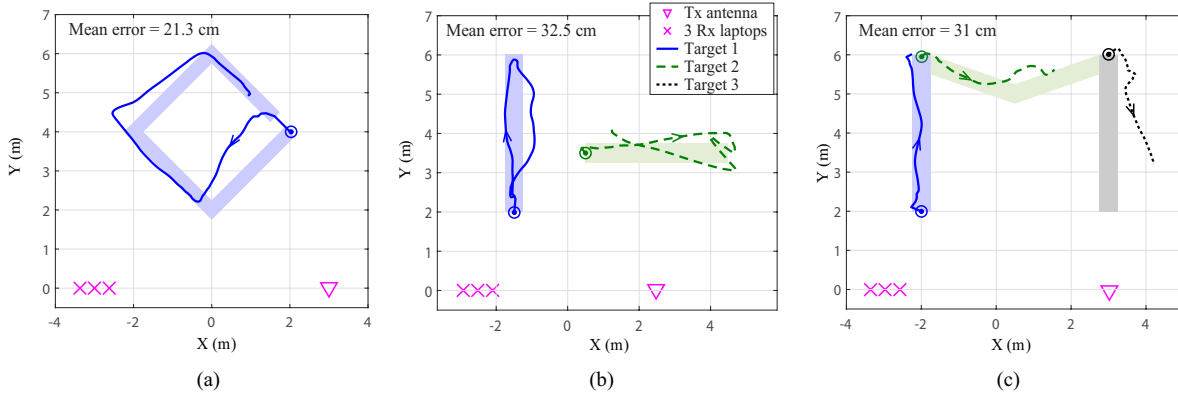 Mean error = 21.3 cm
7
6
5
4
3
2
1
0
Y (m)
-4
-2
0
2
4
X (m)
(a)
Mean error = 32.5 cm
7
6
5
4
3
2
1
0
Y (m)
-2
0
2
4
X (m)
(b)
Tx antenna
3 Rx laptops
Target 1
Target 2
Target 3
Mean error = 31 cm
7
6
5
4
3
2
1
0
Y (m)
-4
-2
0
2
4
X (m)
(c)